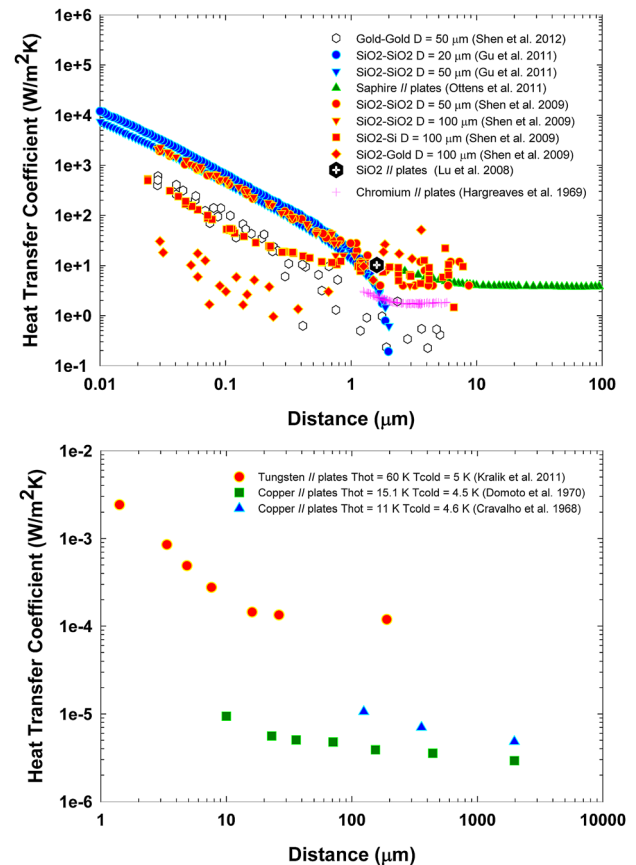 Heat Transfer Coefficient (W/m²K)
1e+6
1e+5
1e+4
1e+3
1e+2
1e+1
1e+0
1e-1
Gold-Gold D = 50 μm (Shen et al. 2012)
SiO2-SiO2 D = 20 μm (Gu et al. 2011)
SiO2-SiO2 D = 50 μm (Gu et al. 2011)
Saphire // plates (Ottens et al. 2011)
SiO2-SiO2 D = 50 μm (Shen et al. 2009)
SiO2-SiO2 D = 100 μm (Shen et al. 2009)
SiO2-Si D = 100 μm (Shen et al. 2009)
SiO2-Gold D = 100 μm (Shen et al. 2009)
SiO2 // plates (Lu et al. 2008)
Chromium // plates (Hargreaves et al. 1969)
0.01 0.1 1 10 100
Distance (μm)
Heat Transfer Coefficient (W/m²K)
1e-2
1e-3
1e-4
1e-5
1e-6
Tungsten // plates Thot = 60 K Tcold = 5 K (Kralik et al. 2011)
Copper // plates Thot = 15.1 K Tcold = 4.5 K (Domoto et al. 1970)
Copper // plates Thot = 11 K Tcold = 4.6 K (Cravalho et al. 1968)
1 10 100 1000 10000
Distance (μm)